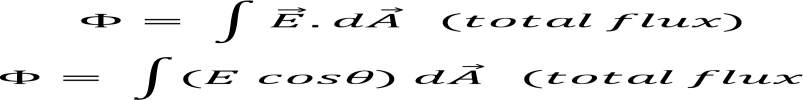 Φ = ∫ E⃗ . dA⃗ (total flux)
Φ = ∫ (E cosθ) dA⃗ (total flux